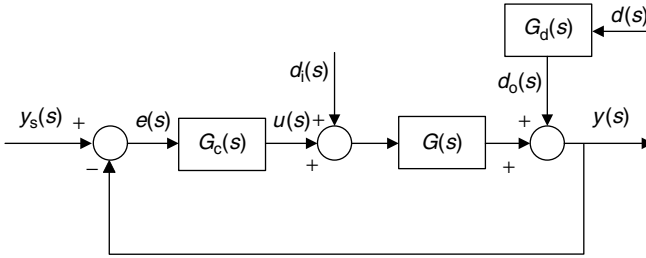 d(s)
G_d(s)
d_i(s)
d_o(s)
y_s(s) + e(s) G_c(s) u(s) + + G(s) + + y(s)
−